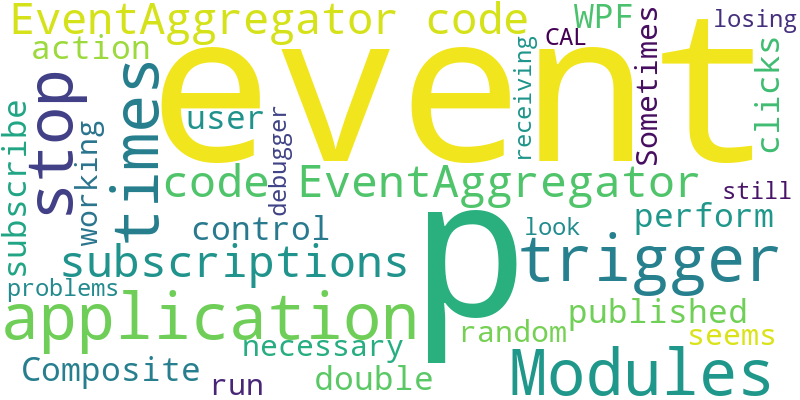 EventAggregator code
WPF
CAL
losing
action
event
Sometimes
clicks
receiving
stop
times
user
debugger
subscribe
working
code EventAggregator
still
control
p
look
perform
subscriptions
trigger
problems
application
published
random
seems
necessary
Composite
run
double
Modules